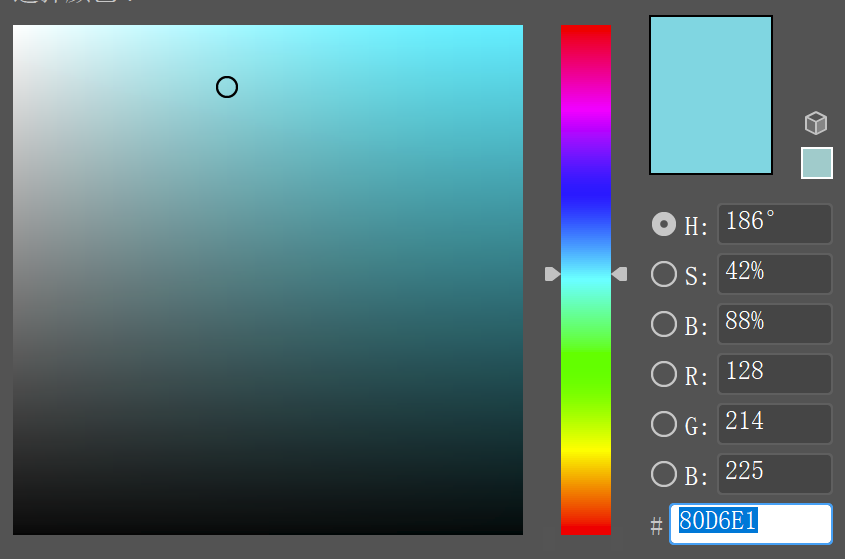 H: 186°
S: 42%
B: 88%
R: 128
G: 214
B: 225
# 80D6E1